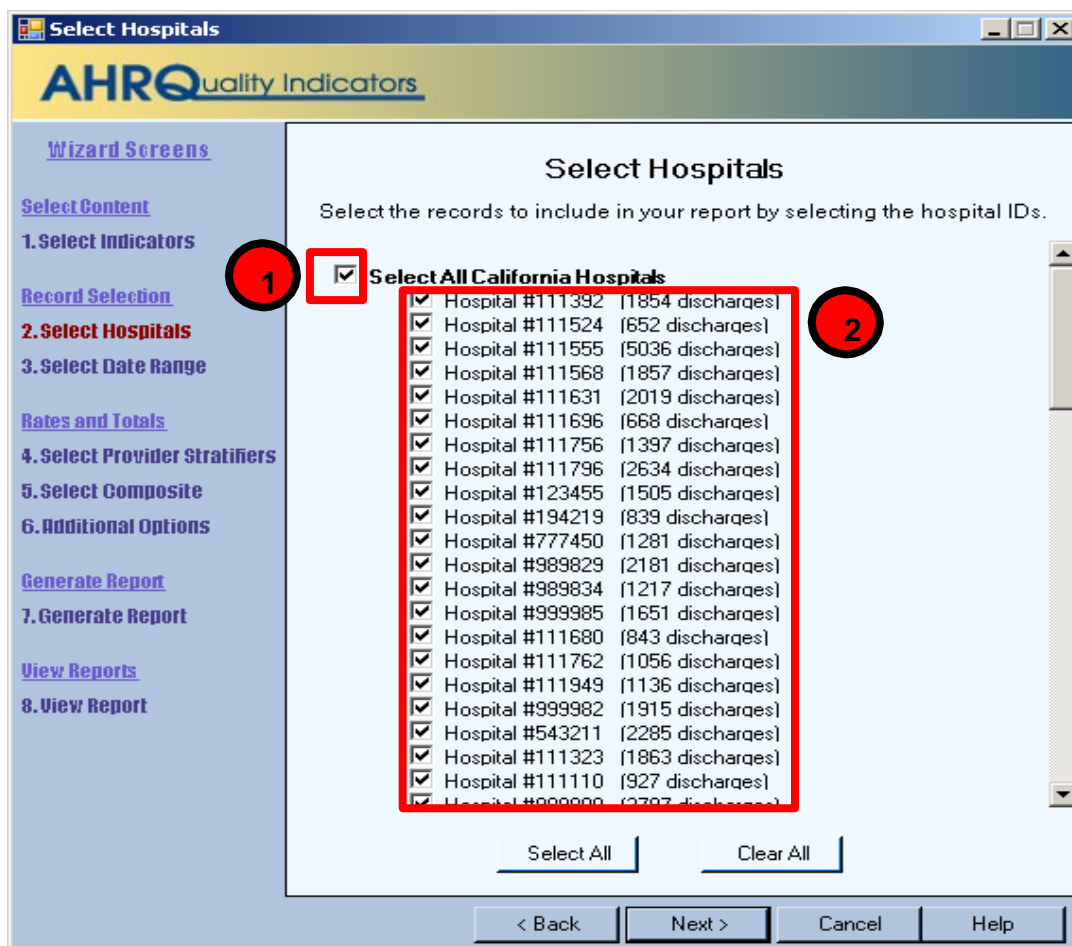 Select Hospitals
AHRQuality Indicators
Wizard Screens
Select Content
1. Select Indicators
Record Selection
2. Select Hospitals
3. Select Date Range
Rates and Totals
4. Select Provider Stratifiers
5. Select Composite
6. Additional Options
Generate Report
7. Generate Report
View Reports
8. View Report
Select Hospitals
Select the records to include in your report by selecting the hospital IDs.
1
Select All California Hospitals
2
Hospital #111392 (1854 discharges)
Hospital #111524 (652 discharges)
Hospital #111555 (5036 discharges)
Hospital #111568 (1857 discharges)
Hospital #111631 (2019 discharges)
Hospital #111696 (668 discharges)
Hospital #111756 (1397 discharges)
Hospital #111796 (2634 discharges)
Hospital #123455 (1505 discharges)
Hospital #194219 (839 discharges)
Hospital #777450 (1281 discharges)
Hospital #989829 (2181 discharges)
Hospital #989834 (1217 discharges)
Hospital #999985 (1651 discharges)
Hospital #111680 (843 discharges)
Hospital #111762 (1056 discharges)
Hospital #111949 (1136 discharges)
Hospital #999982 (1915 discharges)
Hospital #543211 (2285 discharges)
Hospital #111323 (1863 discharges)
Hospital #111110 (927 discharges)
Hospital
Select All
Clear All
< Back
Next >
Cancel
Help